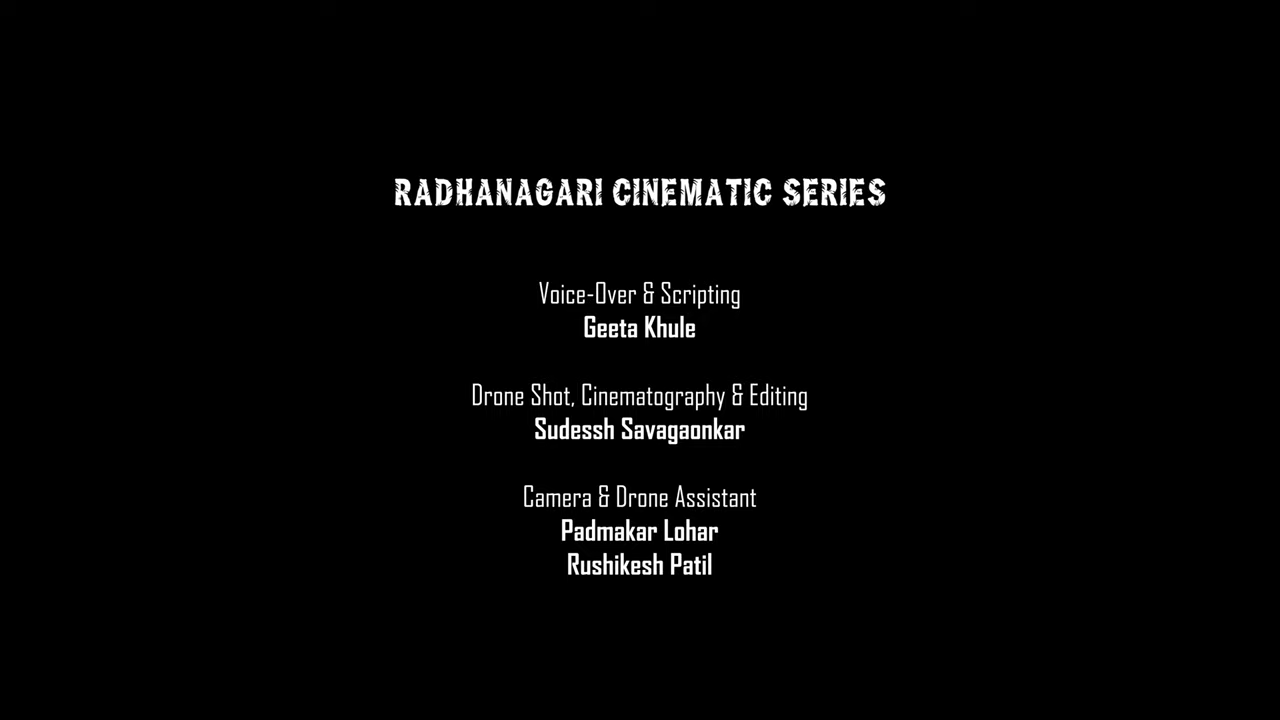 RADHANAGARI CINEMATIC SERIES
Voice-Over & Scripting
Geeta Khule
Drone Shot, Cinematography & Editing
Sudessh Savagaonkar
Camera & Drone Assistant
Padmakar Lohar
Rushikesh Patil